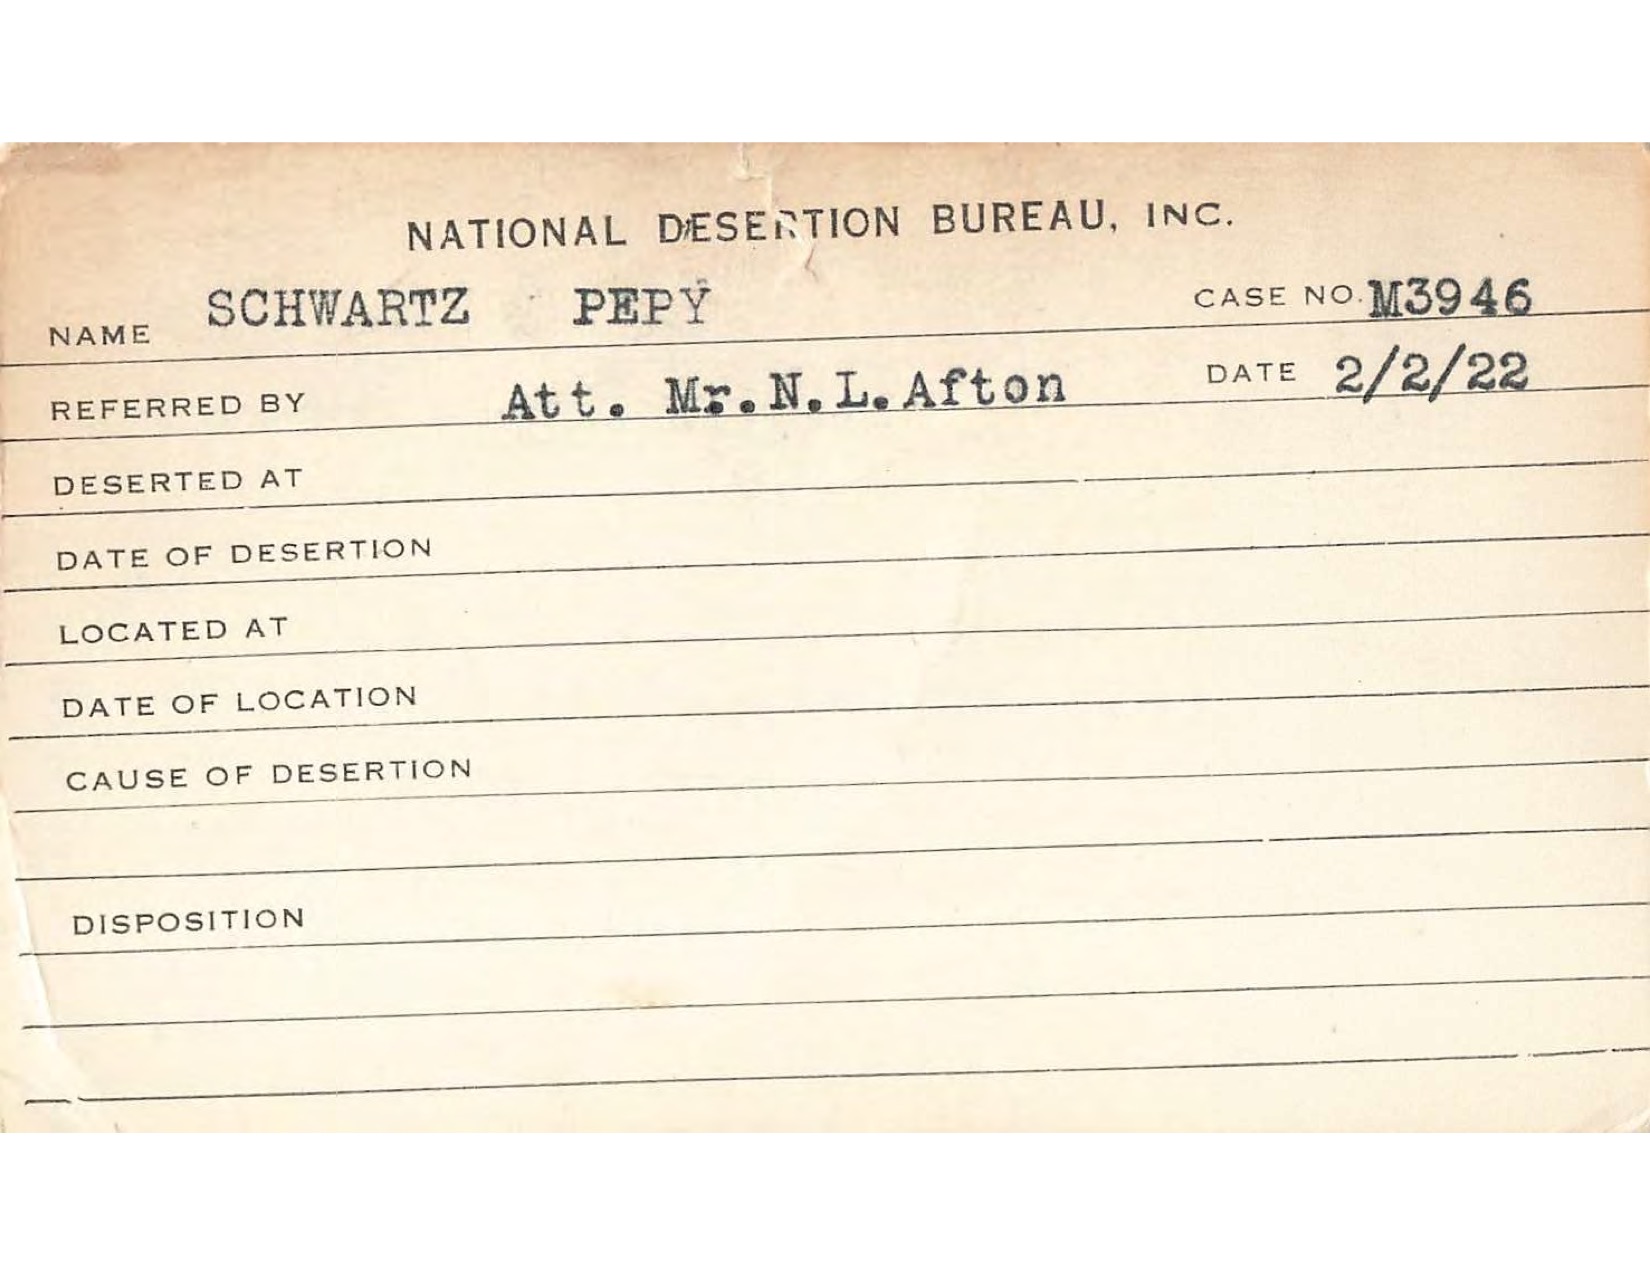 NATIONAL DESERTION BUREAU, INC.
NAME SCHWARTZ PEPY CASE NO. M3946
REFERRED BY Att. Mr.N.L.Afton DATE 2/2/22
DESERTED AT
DATE OF DESERTION
LOCATED AT
DATE OF LOCATION
CAUSE OF DESERTION
DISPOSITION